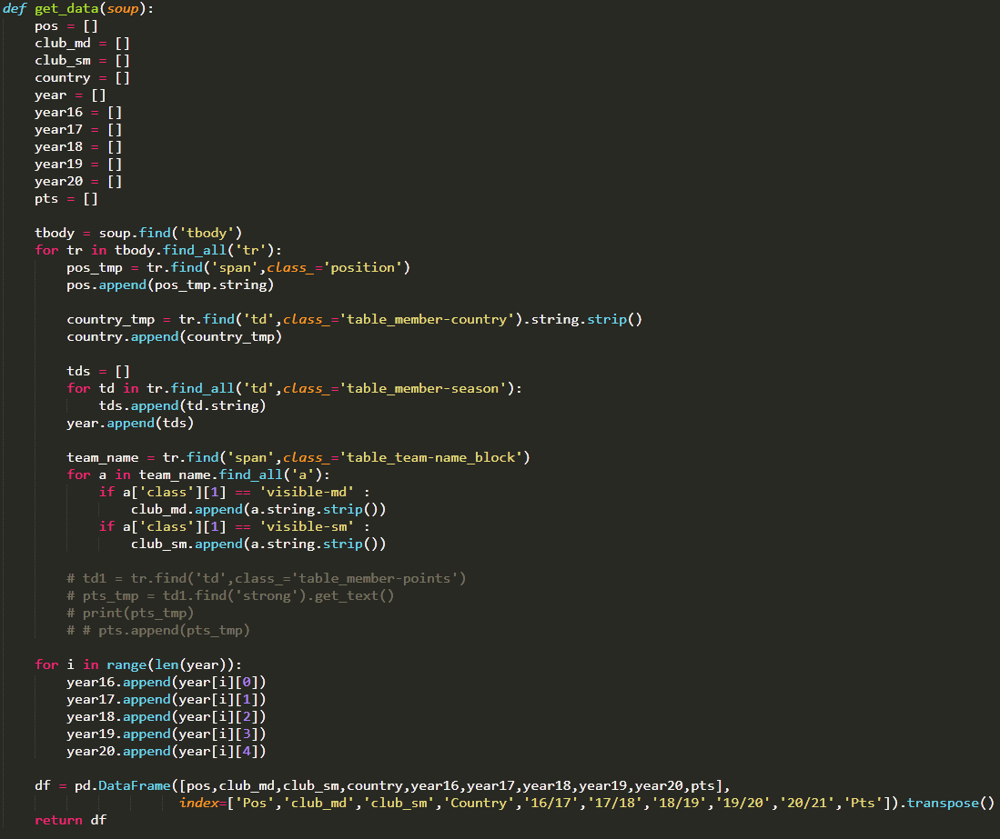 def get_data(soup):
    pos = []
    club_md = []
    club_sm = []
    country = []
    year = []
    year16 = []
    year17 = []
    year18 = []
    year19 = []
    year20 = []
    pts = []

    tbody = soup.find('tbody')
    for tr in tbody.find_all('tr'):
        pos_tmp = tr.find('span',class_='position')
        pos.append(pos_tmp.string)

        country_tmp = tr.find('td',class_='table_member-country').string.strip()
        country.append(country_tmp)

        tds = []
        for td in tr.find_all('td',class_='table_member-season'):
            tds.append(td.string)
        year.append(tds)

        team_name = tr.find('span',class_='table_team-name_block')
        for a in team_name.find_all('a'):
            if a['class'][1] == 'visible-md' :
                club_md.append(a.string.strip())
            if a['class'][1] == 'visible-sm' :
                club_sm.append(a.string.strip())

        # td1 = tr.find('td',class_='table_member-points')
        # pts_tmp = td1.find('strong').get_text()
        # print(pts_tmp)
        # # pts.append(pts_tmp)

    for i in range(len(year)):
        year16.append(year[i][0])
        year17.append(year[i][1])
        year18.append(year[i][2])
        year19.append(year[i][3])
        year20.append(year[i][4])

    df = pd.DataFrame([pos,club_md,club_sm,country,year16,year17,year18,year19,year20,pts],
                      index=['Pos','club_md','club_sm','Country','16/17','17/18','18/19','19/20','20/21','Pts']).transpose()
    return df